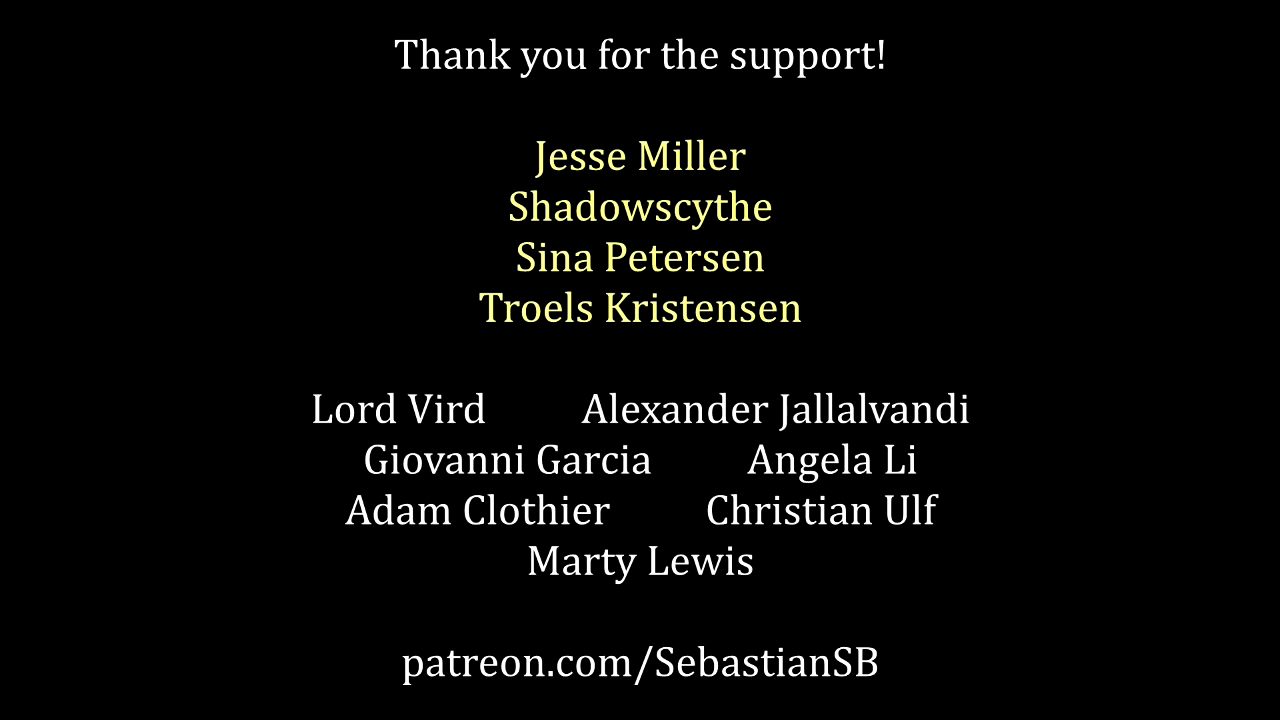 Thank you for the support!
Jesse Miller
Shadowscythe
Sina Petersen
Troels Kristensen
Lord Vird Alexander Jallalvandi
Giovanni Garcia Angela Li
Adam Clothier Christian Ulf
Marty Lewis
patreon.com/SebastianSB